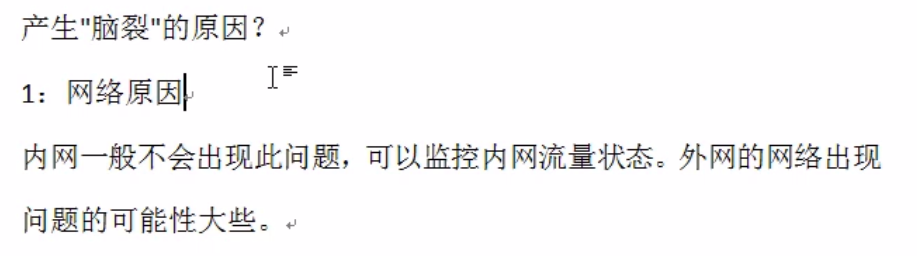 产生"脑裂"的原因？
1：网络原因
内网一般不会出现此问题，可以监控内网流量状态。外网的网络出现
问题的可能性大些。